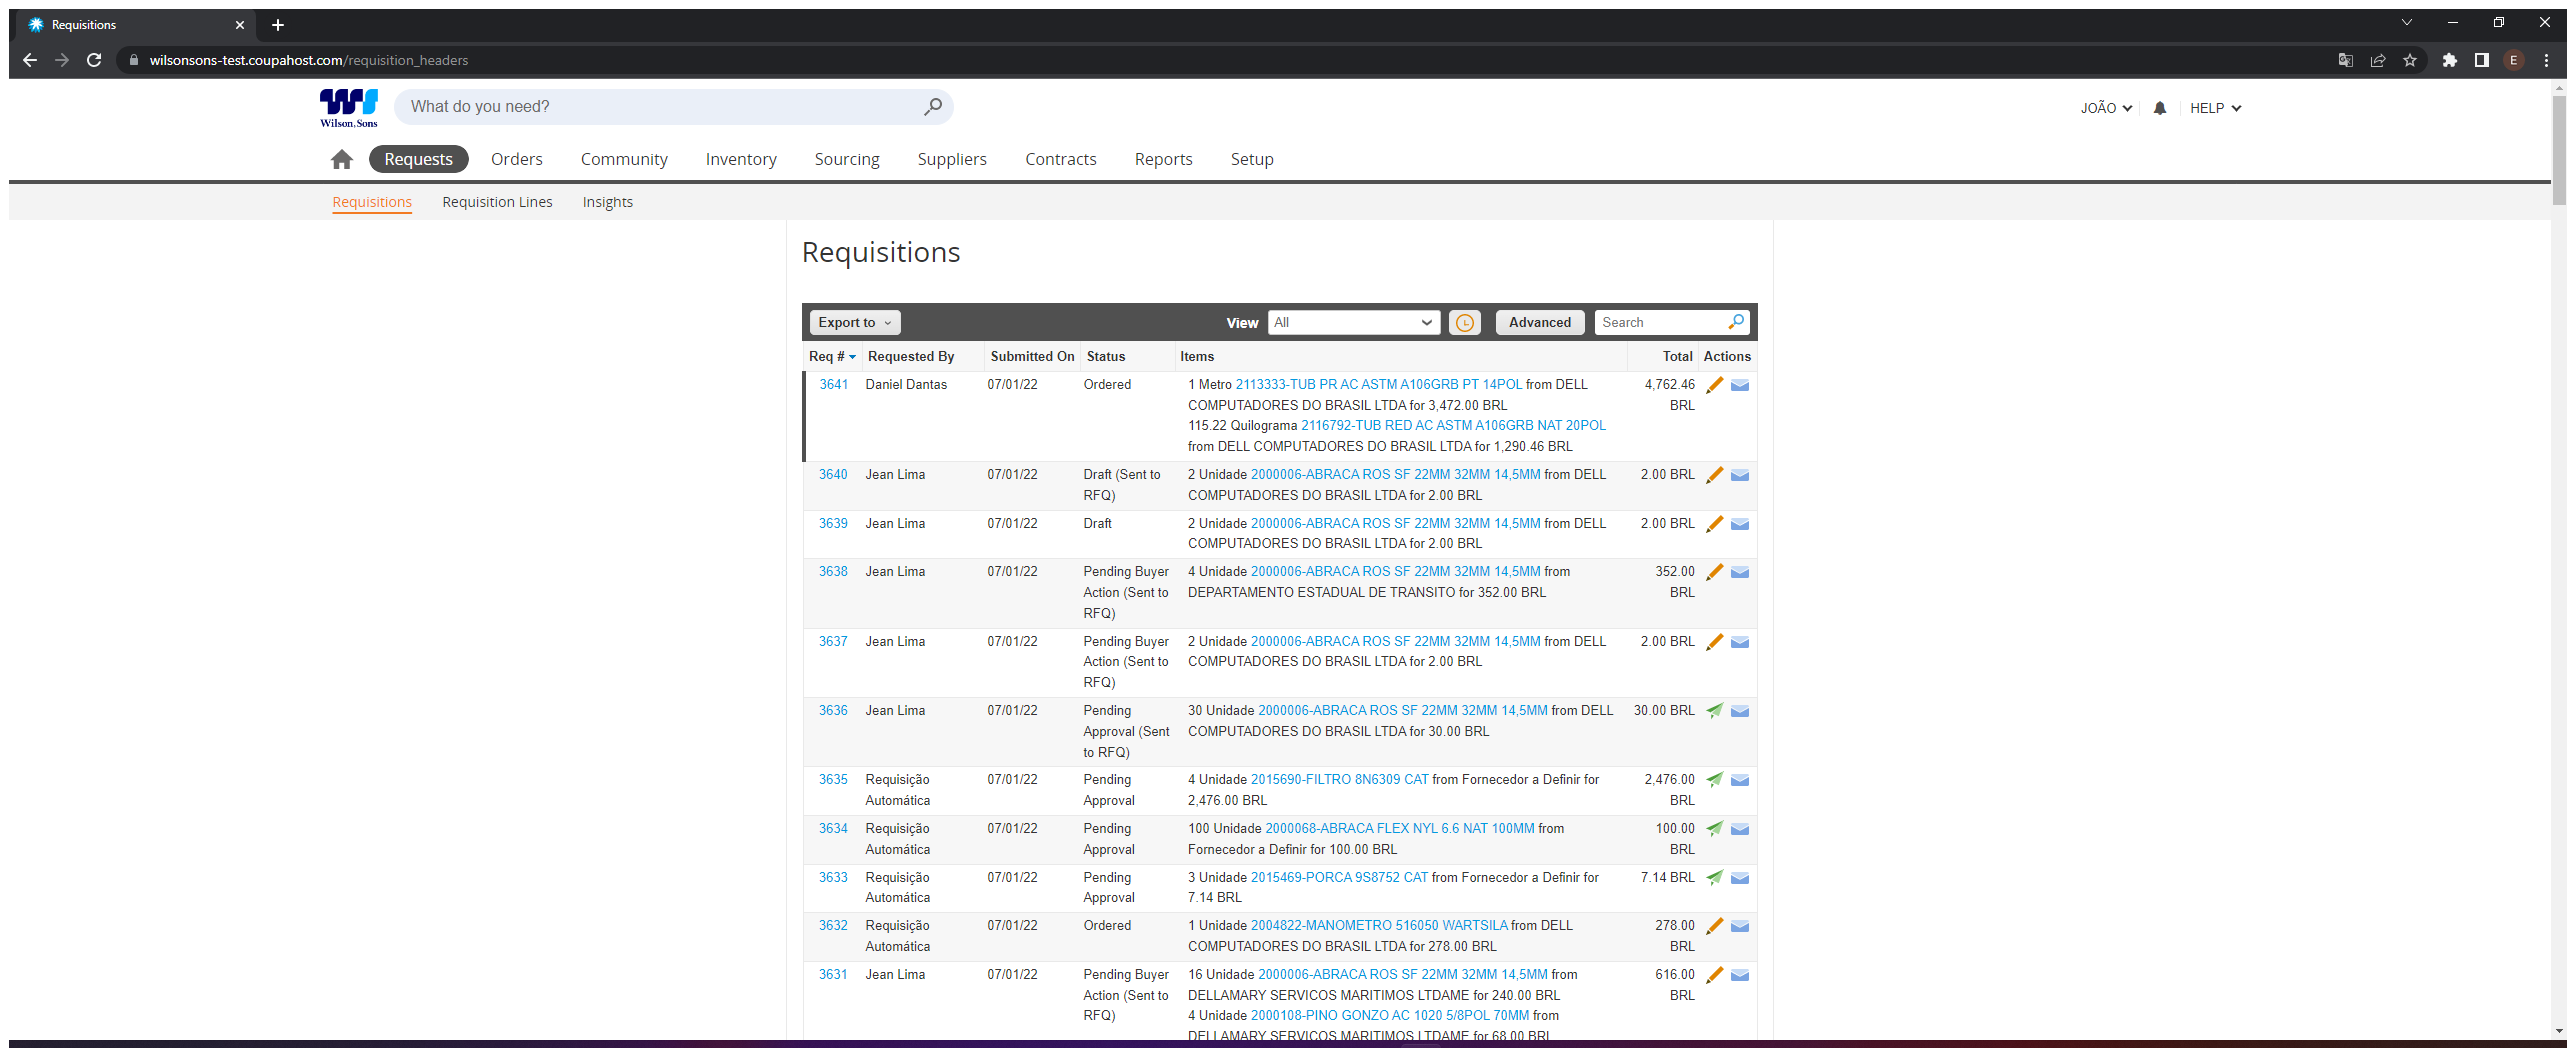 Requisitions
wilsonsons-test.coupahost.com/requisition_headers
E
WS
Wilson, Sons
What do you need?
JOÃO
HELP
Requests Orders Community Inventory Sourcing Suppliers Contracts Reports Setup
Requisitions Requisition Lines Insights
Requisitions
Export to View All Advanced Search
Req # Requested By Submitted On Status Items Total Actions
3641 Daniel Dantas 07/01/22 Ordered 1 Metro 2113333-TUB PR AC ASTM A106GRB PT 14POL from DELL 4,762.46
COMPUTADORES DO BRASIL LTDA for 3,472.00 BRL BRL
115.22 Quilograma 2116792-TUB RED AC ASTM A106GRB NAT 20POL
from DELL COMPUTADORES DO BRASIL LTDA for 1,290.46 BRL
3640 Jean Lima 07/01/22 Draft (Sent to 2 Unidade 2000006-ABRACA ROS SF 22MM 32MM 14,5MM from DELL 2.00 BRL
RFQ) COMPUTADORES DO BRASIL LTDA for 2.00 BRL
3639 Jean Lima 07/01/22 Draft 2 Unidade 2000006-ABRACA ROS SF 22MM 32MM 14,5MM from DELL 2.00 BRL
COMPUTADORES DO BRASIL LTDA for 2.00 BRL
3638 Jean Lima 07/01/22 Pending Buyer 4 Unidade 2000006-ABRACA ROS SF 22MM 32MM 14,5MM from 352.00
Action (Sent to DEPARTAMENTO ESTADUAL DE TRANSITO for 352.00 BRL BRL
RFQ)
3637 Jean Lima 07/01/22 Pending Buyer 2 Unidade 2000006-ABRACA ROS SF 22MM 32MM 14,5MM from DELL 2.00 BRL
Action (Sent to COMPUTADORES DO BRASIL LTDA for 2.00 BRL
RFQ)
3636 Jean Lima 07/01/22 Pending 30 Unidade 2000006-ABRACA ROS SF 22MM 32MM 14,5MM from DELL 30.00 BRL
Approval (Sent COMPUTADORES DO BRASIL LTDA for 30.00 BRL
to RFQ)
3635 Requisição 07/01/22 Pending 4 Unidade 2015690-FILTRO 8N6309 CAT from Fornecedor a Definir for 2,476.00
Automática Approval 2,476.00 BRL BRL
3634 Requisição 07/01/22 Pending 100 Unidade 2000068-ABRACA FLEX NYL 6.6 NAT 100MM from 100.00
Automática Approval Fornecedor a Definir for 100.00 BRL BRL
3633 Requisição 07/01/22 Pending 3 Unidade 2015469-PORCA 9S8752 CAT from Fornecedor a Definir for 7.14 BRL
Automática Approval 7.14 BRL
3632 Requisição 07/01/22 Ordered 1 Unidade 2004822-MANOMETRO 516050 WARTSILA from DELL 278.00
Automática COMPUTADORES DO BRASIL LTDA for 278.00 BRL BRL
3631 Jean Lima 07/01/22 Pending Buyer 16 Unidade 2000006-ABRACA ROS SF 22MM 32MM 14,5MM from 616.00
Action (Sent to DELLAMARY SERVICOS MARITIMOS LTDAME for 240.00 BRL BRL
RFQ) 4 Unidade 2000108-PINO GONZO AC 1020 5/8POL 70MM from
DELLAMARY SERVICOS MARITIMOS LTDAME for 68.00 BRL